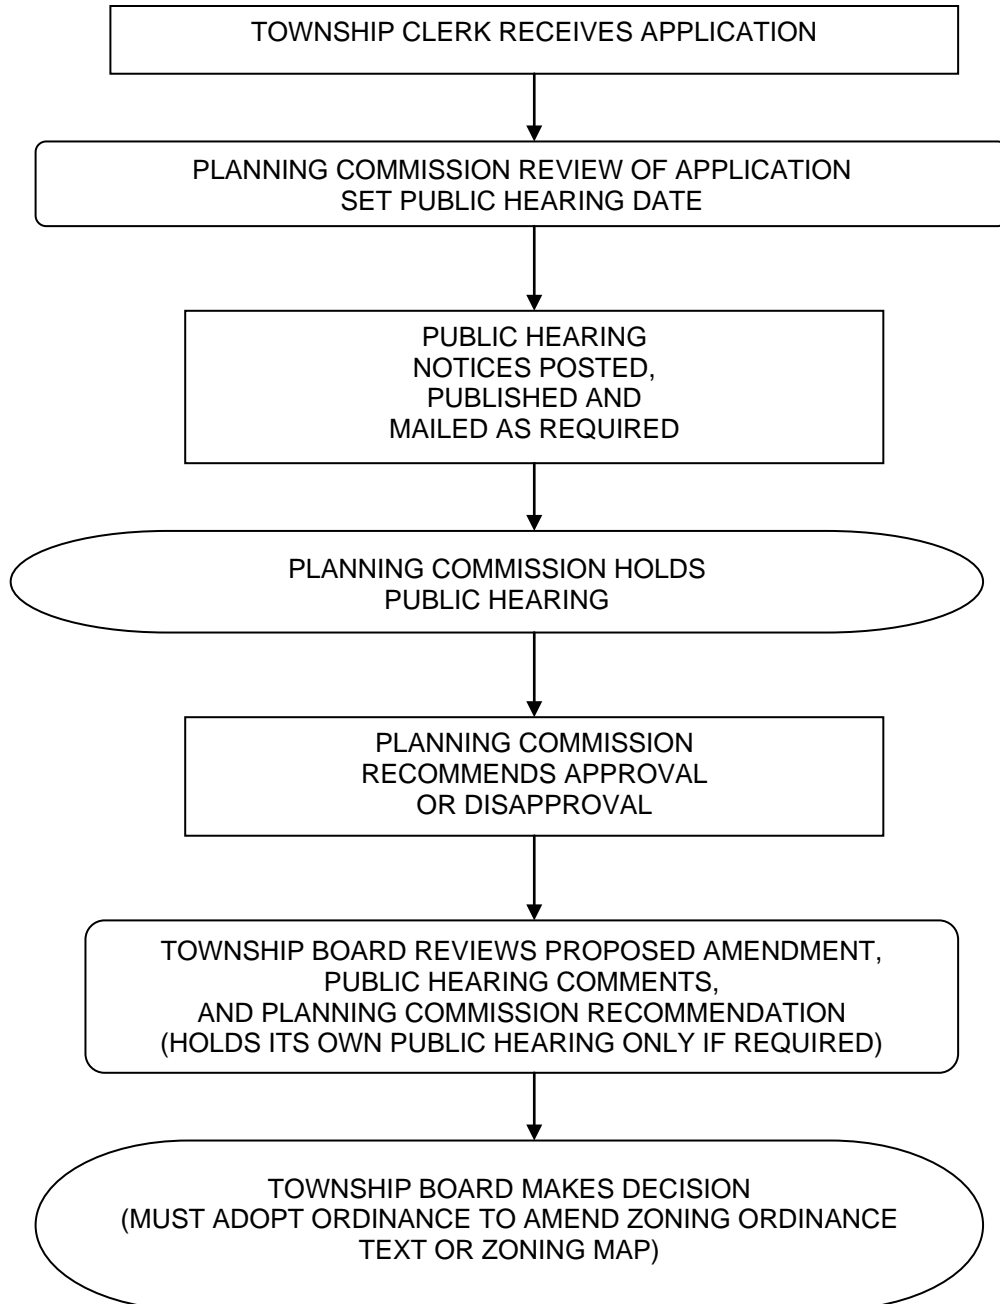 TOWNSHIP CLERK RECEIVES APPLICATION
PLANNING COMMISSION REVIEW OF APPLICATION
SET PUBLIC HEARING DATE
PUBLIC HEARING
NOTICES POSTED,
PUBLISHED AND
MAILED AS REQUIRED
PLANNING COMMISSION HOLDS
PUBLIC HEARING
PLANNING COMMISSION
RECOMMENDS APPROVAL
OR DISAPPROVAL
TOWNSHIP BOARD REVIEWS PROPOSED AMENDMENT,
PUBLIC HEARING COMMENTS,
AND PLANNING COMMISSION RECOMMENDATION
(HOLDS ITS OWN PUBLIC HEARING ONLY IF REQUIRED)
TOWNSHIP BOARD MAKES DECISION
(MUST ADOPT ORDINANCE TO AMEND ZONING ORDINANCE
TEXT OR ZONING MAP)